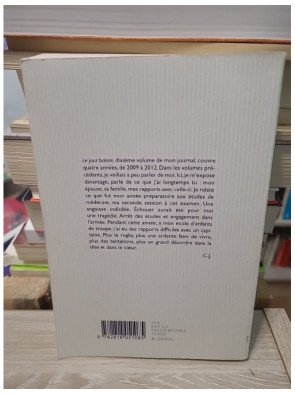 Le jour baisse, dixième volume de mon journal, couvre
quatre années, de 2009 à 2012. Dans les volumes pré-
cédents, je veillais à peu parler de moi. Ici, je m'expose
davantage, parle de ce que j'ai longtemps tu : mon
épouse, sa famille, mes rapports avec celle-ci. Je relate
ce que fut mon année préparatoire aux études de
médecine, ma seconde session à cet examen. Une
angoisse indicible. Échouer aurait été pour moi
une tragédie. Arrêt des études et engagement dans
l'armée. Pendant cette année, à mon école d'enfants
de troupe, j'ai eu des rapports difficiles avec un capi-
taine. Plus le rugby, plus une ardente faim de vivre,
plus des tentations, plus un grand désordre dans la
tête et dans le cœur.
C. J.
9 782818 051085